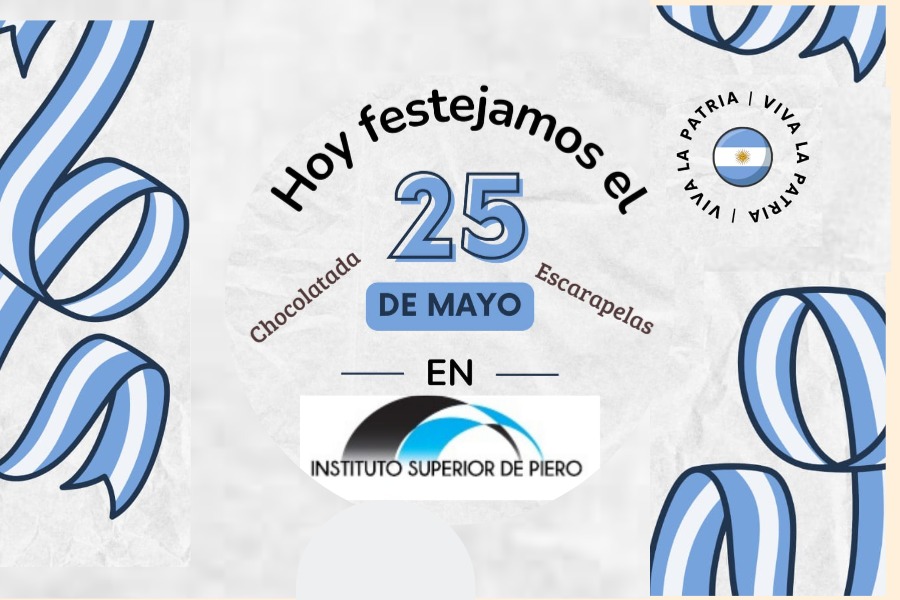 Hoy festejamos el
25
DE MAYO
Chocolatada
Escarapelas
EN
INSTITUTO SUPERIOR DE PIERO
VIVA LA PATRIA | VIVA LA PATRIA |